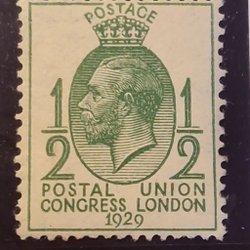 POSTAGE
1/2 1/2
POSTAL UNION
CONGRESS LONDON
1929